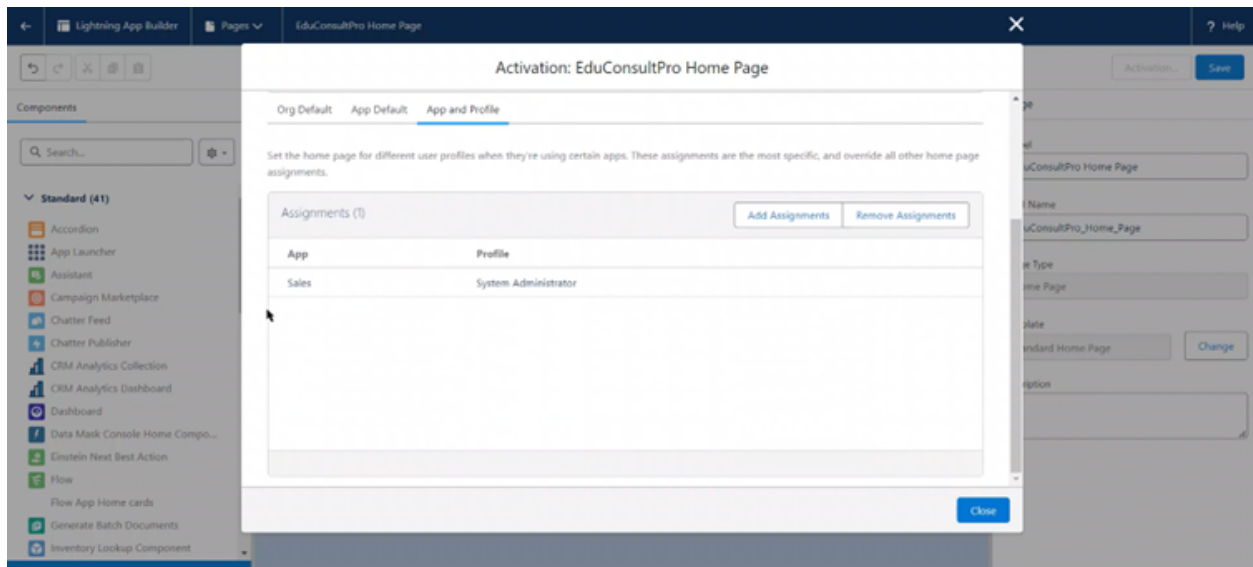 Lightning App Builder
Pages
EduConsultPro Home Page
? Help
Activation: EduConsultPro Home Page
Activation...
Save
Components
Search...
Standard (41)
Accordion
App Launcher
Assistant
Campaign Marketplace
Chatter Feed
Chatter Publisher
CRM Analytics Collection
CRM Analytics Dashboard
Dashboard
Data Mask Console Home Compo...
Einstein Next Best Action
Flow
Flow App Home cards
Generate Batch Documents
Inventory Lookup Component
Org Default App Default App and Profile
Set the home page for different user profiles when they're using certain apps. These assignments are the most specific, and override all other home page
assignments.
Assignments (1)
Add Assignments
Remove Assignments
App Profile
Sales System Administrator
Close
ge
el
uConsultPro Home Page
Name
uConsultPro_Home_Page
ge Type
me Page
plate
andard Home Page
Change
ription